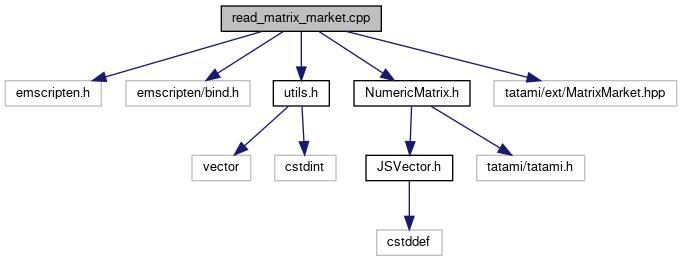 read_matrix_market.cpp
emscripten.h
emscripten/bind.h
utils.h
NumericMatrix.h
tatami/ext/MatrixMarket.hpp
vector
cstdint
JSVector.h
tatami/tatami.h
cstddef